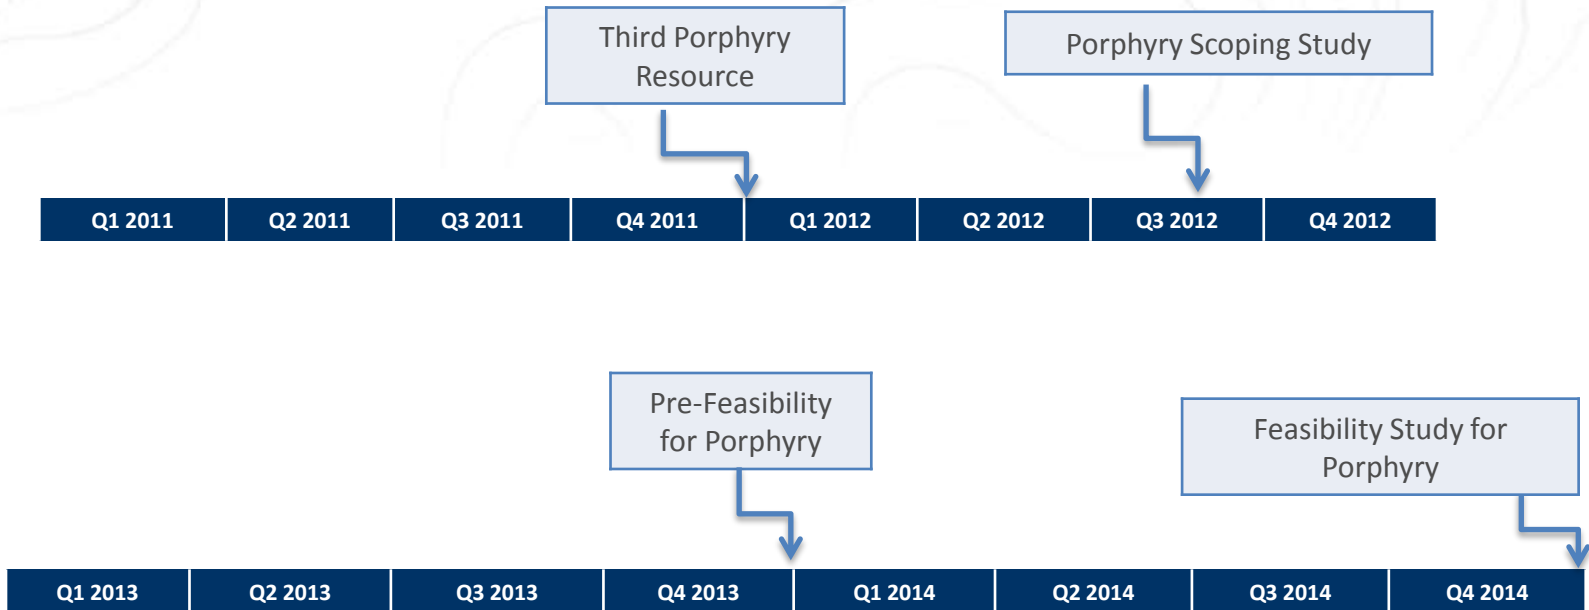 Third Porphyry
Resource
Porphyry Scoping Study
Q1 2011 Q2 2011 Q3 2011 Q4 2011 Q1 2012 Q2 2012 Q3 2012 Q4 2012
Pre-Feasibility
for Porphyry
Feasibility Study for
Porphyry
Q1 2013 Q2 2013 Q3 2013 Q4 2013 Q1 2014 Q2 2014 Q3 2014 Q4 2014